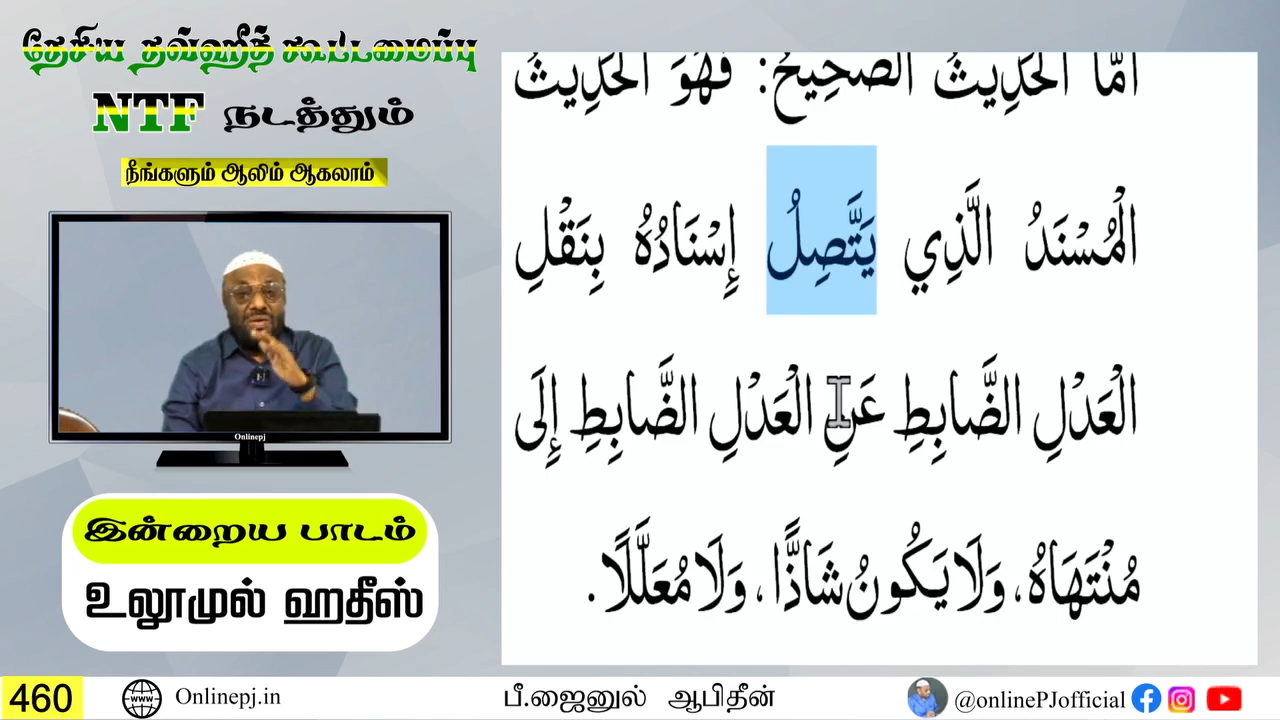 தேசிய தவ்ஹீத் கூட்டமைப்பு
NTF நடத்தும்
நீங்களும் ஆலிம் ஆகலாம்
Onlinepj
இன்றைய பாடம்
உலூமுல் ஹதீஸ்
أَمَّا الْحَدِيثُ الصَّحِيحُ: فَهُوَ الْحَدِيثُ
الْمُسْنَدُ الَّذِي يَتَّصِلُ إِسْنَادُهُ بِنَقْلِ
الْعَدْلِ الضَّابِطِ عَنِ الْعَدْلِ الضَّابِطِ إِلَى
مُنْتَهَاهُ، وَلَا يَكُونُ شَاذًّا، وَلَا مُعَلَّلًا.
460 www Onlinepj.in பீ.ஜைனுல் ஆபிதீன் @onlinePJofficial